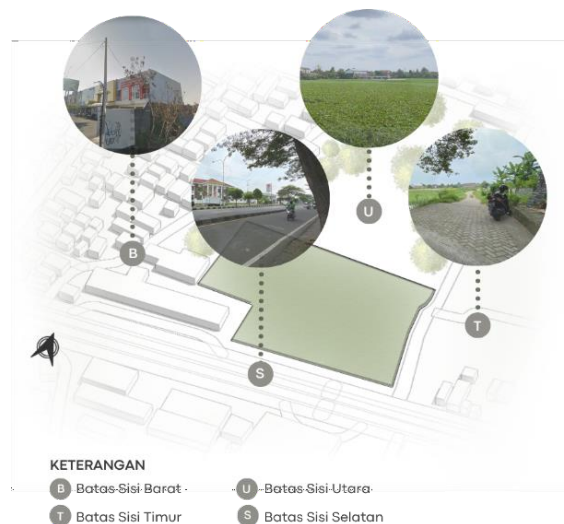 U
B
T
S
KETERANGAN
B Batas Sisi Barat
U Batas Sisi Utara
T Batas Sisi Timur
S Batas Sisi Selatan